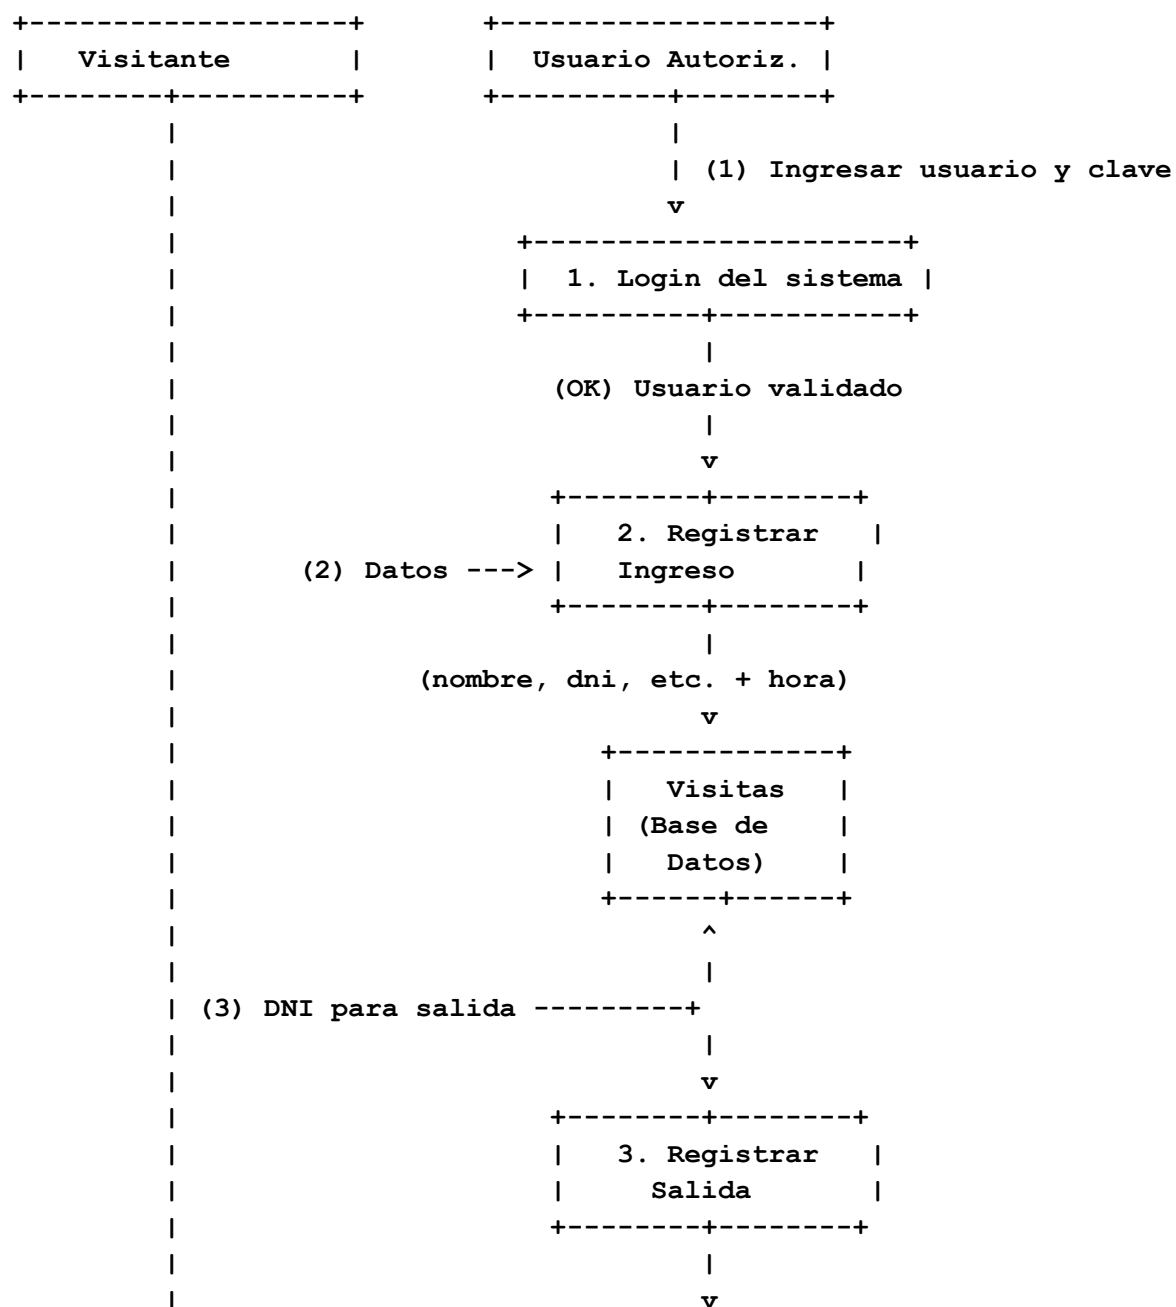 +-------------------+       +-------------------+
|   Visitante       |       |  Usuario Autoriz. |
+--------+----------+       +----------+--------+
         |                             |
         |                             | (1) Ingresar usuario y clave
         |                             v
         |                    +----------------------+
         |                    |  1. Login del sistema |
         |                    +----------+-----------+
         |                               |
         |                      (OK) Usuario validado
         |                               |
         |                               v
         |                      +--------+--------+
         |                      |   2. Registrar   |
         |       (2) Datos ---> |   Ingreso       |
         |                      +--------+--------+
         |                               |
         |              (nombre, dni, etc. + hora)
         |                               v
         |                         +-------------+
         |                         |   Visitas   |
         |                         | (Base de    |
         |                         |   Datos)    |
         |                         +------+------+
         |                               ^
         |                               |
         | (3) DNI para salida ---------+
         |                               |
         |                               v
         |                      +--------+--------+
         |                      |   3. Registrar   |
         |                      |     Salida       |
         |                      +--------+--------+
         |                               |
         |                               v